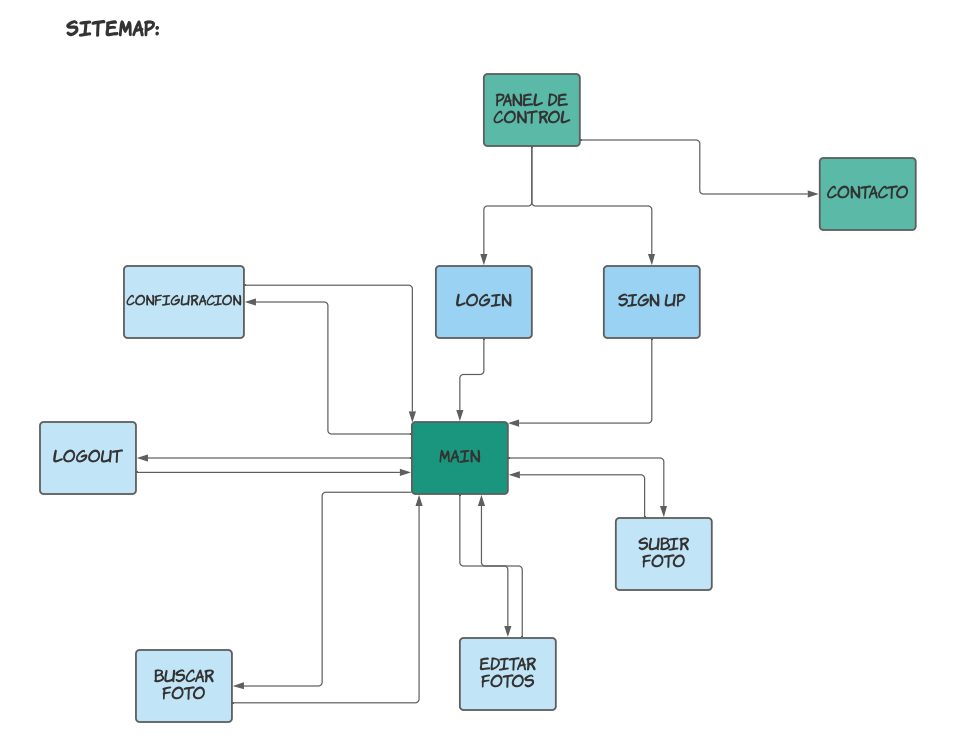 SITEMAP:
PANEL DE
CONTROL
CONTACTO
CONFIGURACION
LOGIN
SIGN UP
LOGOUT
MAIN
SUBIR
FOTO
BUSCAR
FOTO
EDITAR
FOTOS